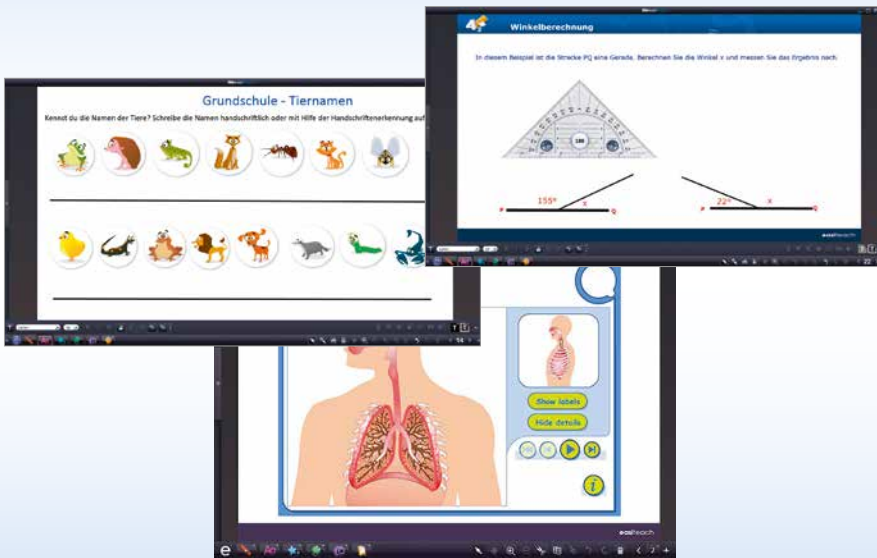 Grundschule - Tiernamen
Kennst du die Namen der Tiere? Schreibe die Namen handschriftlich oder mit Hilfe der Handschriftenerkennung auf
14
Winkelberechnung
In diesem Beispiel ist die Strecke PQ eine Gerade. Berechnen Sie die Winkel x und messen Sie das Ergebnis nach.
155°
x
P
Q
22°
x
P
Q
easiteach
22
Show labels
Hide details
i
easiteach